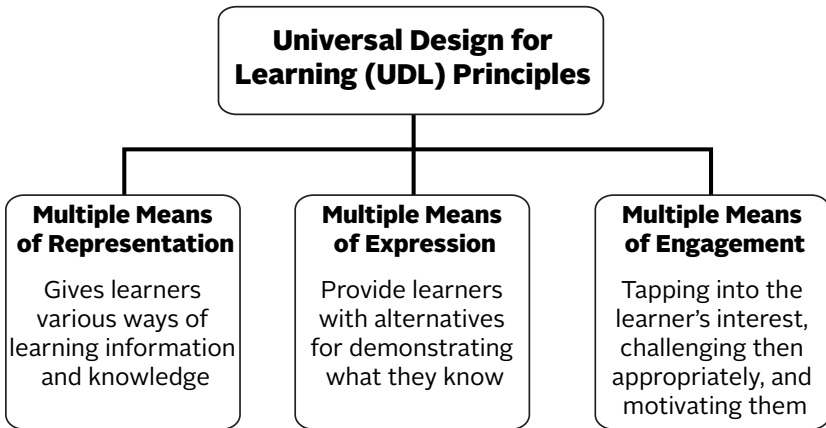 Universal Design for
Learning (UDL) Principles
Multiple Means
of Representation
Gives learners
various ways of
learning information
and knowledge
Multiple Means
of Expression
Provide learners
with alternatives
for demonstrating
what they know
Multiple Means
of Engagement
Tapping into the
learner’s interest,
challenging then
appropriately, and
motivating them